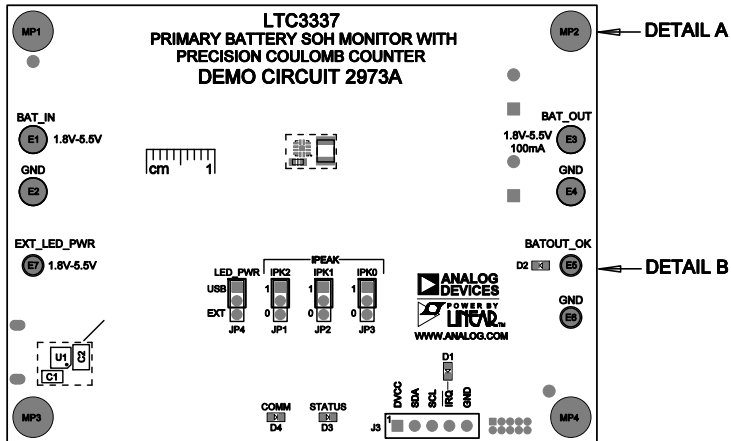 LTC3337
PRIMARY BATTERY SOH MONITOR WITH
PRECISION COULOMB COUNTER
DEMO CIRCUIT 2973A
MP1
MP2
DETAIL A
BAT_IN
E1 1.8V-5.5V
GND
E2
cm 1
BAT_OUT
1.8V-5.5V
100mA
E3
GND
E4
EXT_LED_PWR
E7 1.8V-5.5V
BATOUT_OK
D2 E5
DETAIL B
GND
E6
IPEAK
LED_PWR IPK2 IPK1 IPK0
USB 1 1 1
EXT 0 0 0
JP4 JP1 JP2 JP3
ANALOG
DEVICES
POWER BY
LINEAR™
WWW.ANALOG.COM
U1 C2
C1
D1
DVCC SDA SCL IRQ GND
COMM STATUS
D4 D3
J3 1
MP3
MP4